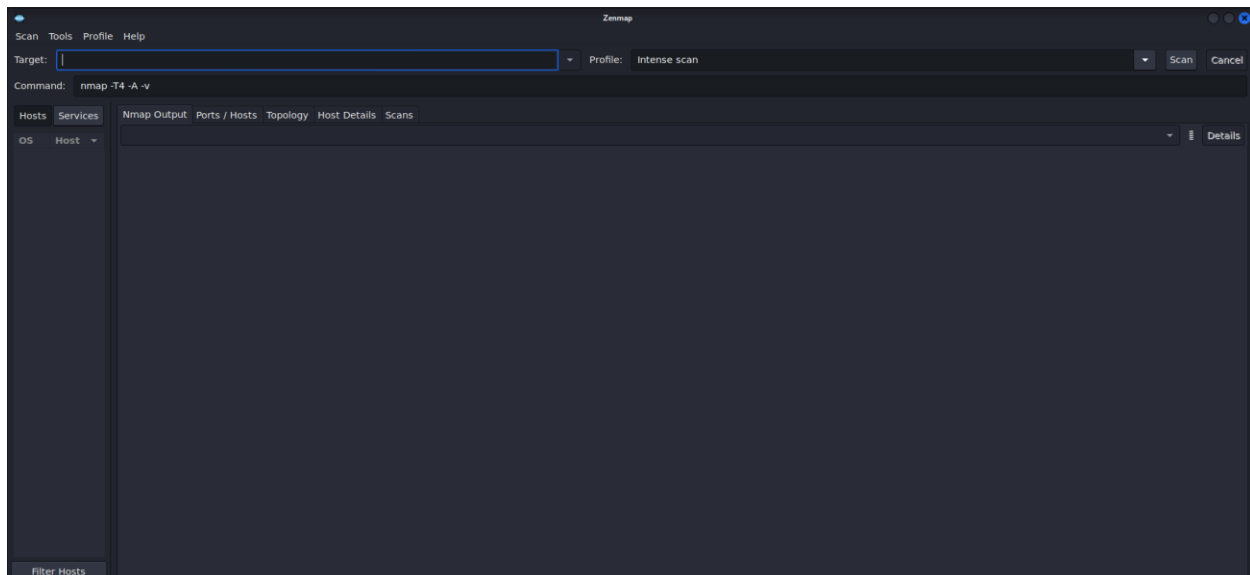 Zenmap
Scan Tools Profile Help
Target: Profile: Intense scan Scan Cancel
Command: nmap -T4 -A -v
Hosts Services Nmap Output Ports / Hosts Topology Host Details Scans
OS Host Details
Filter Hosts